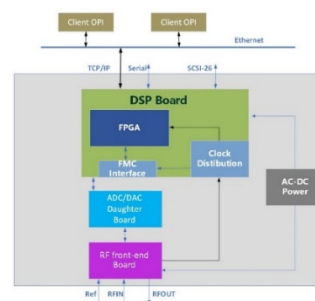 Client OPI
Client OPI
Ethernet
TCP/IP
Serial
SCSI-26
DSP Board
FPGA
FMC
Interface
Clock
Distibution
ADC/DAC
Daughter
Board
AC-DC
Power
RF front-end
Board
Ref
RFIN
RFOUT